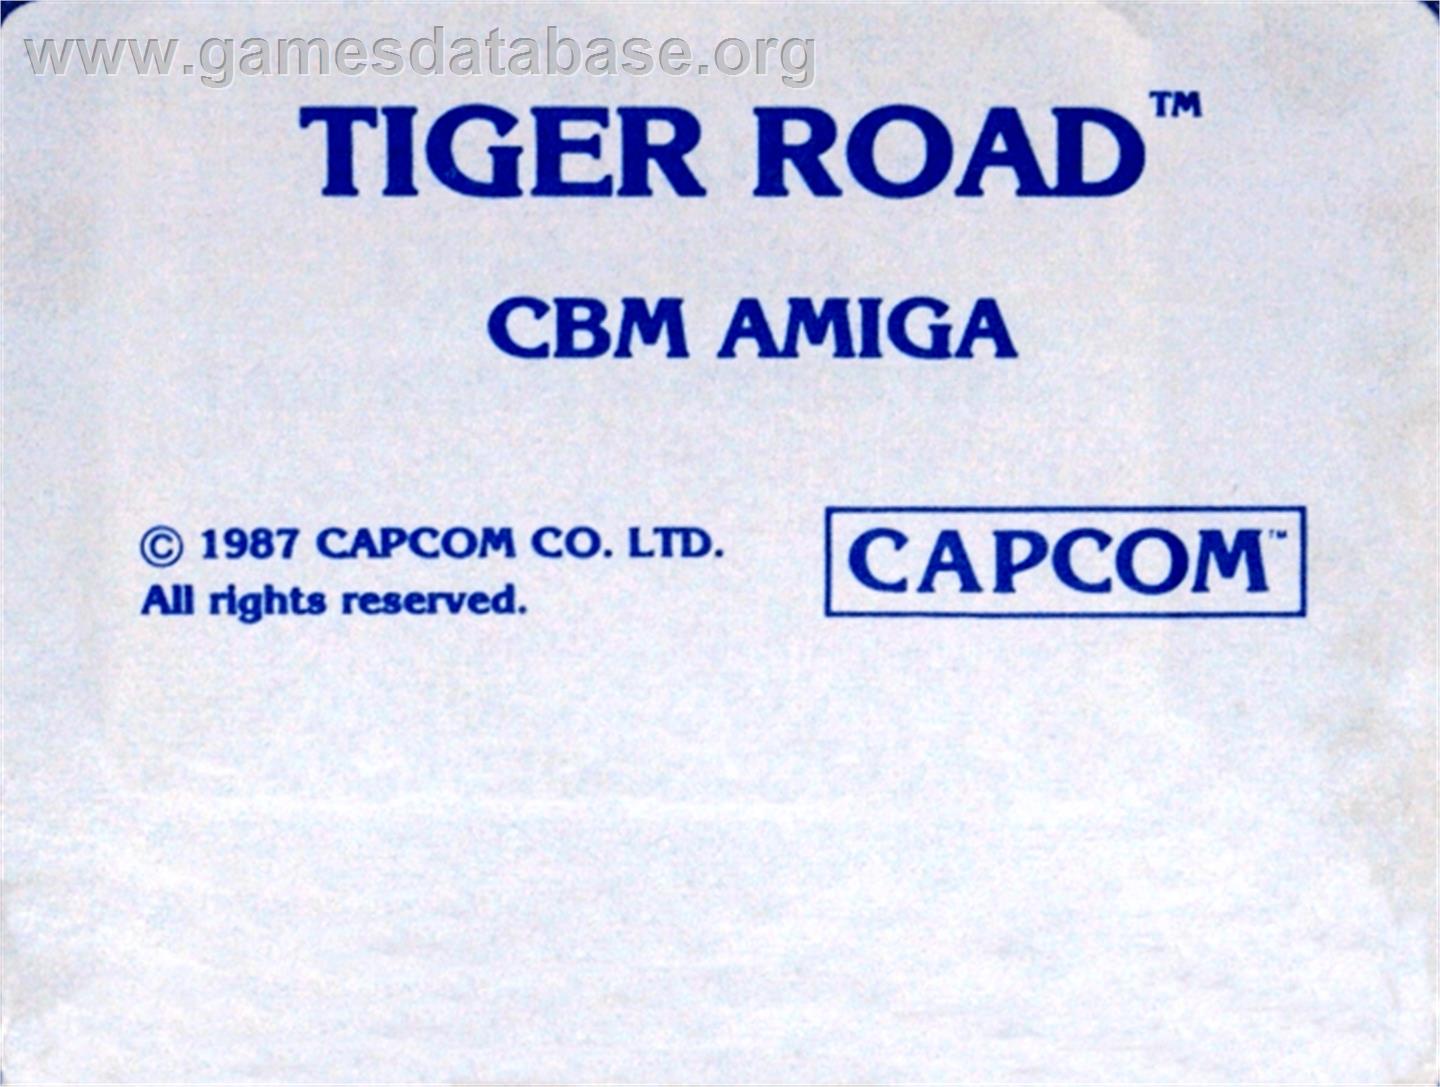 www.gamesdatabase.org
TIGER ROAD™
CBM AMIGA
© 1987 CAPCOM CO. LTD.
All rights reserved.
CAPCOM™